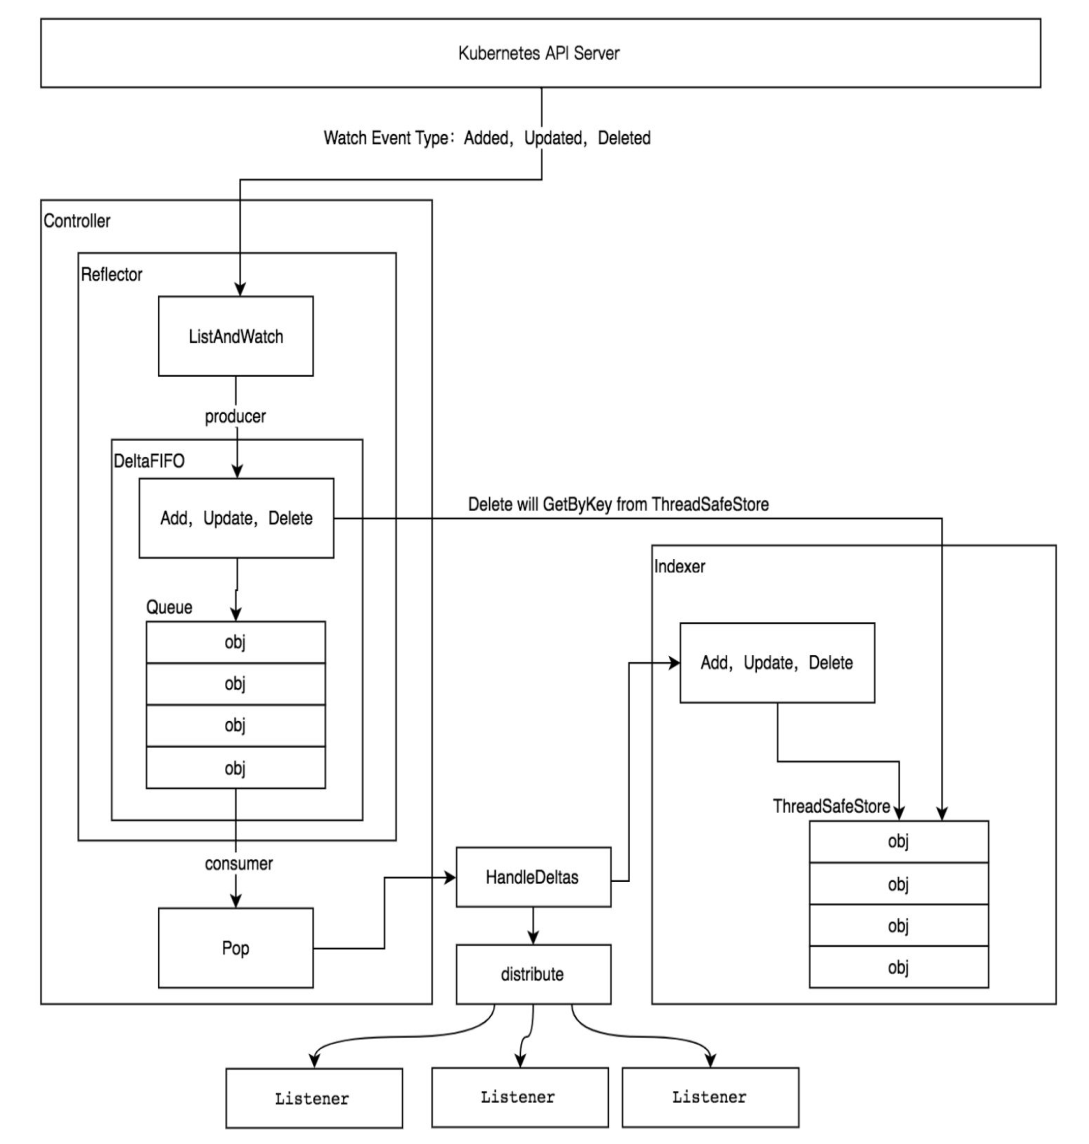 Kubernetes API Server
Watch Event Type: Added, Updated, Deleted
Controller
Reflector
ListAndWatch
producer
DeltaFIFO
Add, Update, Delete
Delete will GetByKey from ThreadSafeStore
Indexer
Queue
obj
obj
obj
obj
Add, Update, Delete
ThreadSafeStore
obj
obj
obj
obj
consumer
HandleDeltas
Pop
distribute
Listener
Listener
Listener